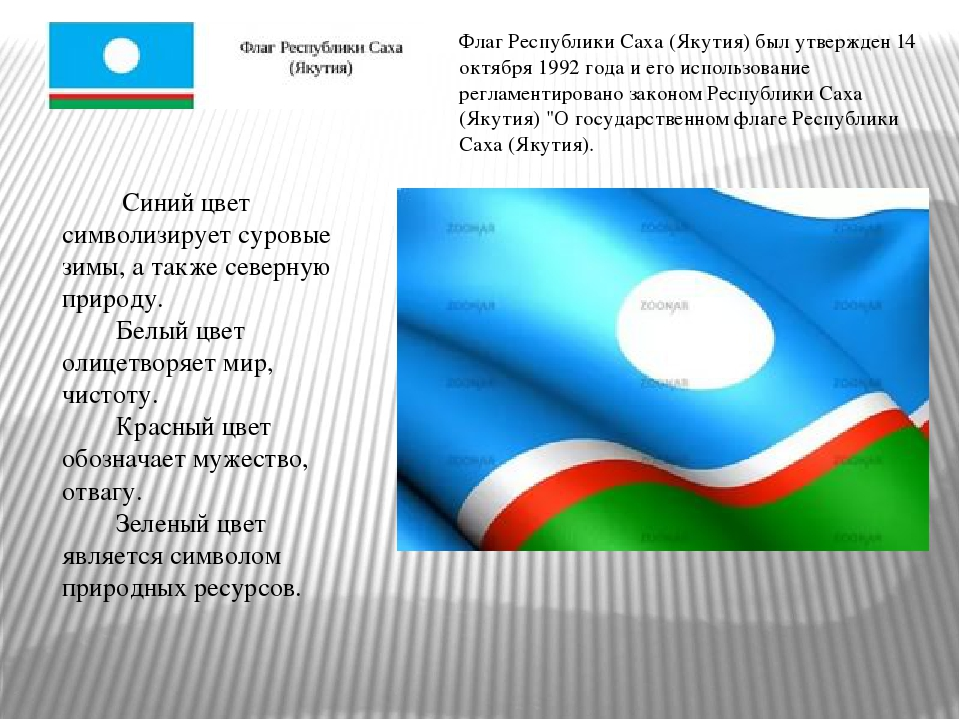 Флаг Республики Саха
(Якутия)
Флаг Республики Саха (Якутия) был утвержден 14
октября 1992 года и его использование
регламентировано законом Республики Саха
(Якутия) "О государственном флаге Республики
Саха (Якутия).
Синий цвет
символизирует суровые
зимы, а также северную
природу.
Белый цвет
олицетворяет мир,
чистоту.
Красный цвет
обозначает мужество,
отвагу.
Зеленый цвет
является символом
природных ресурсов.
ZOONAR ZOONAR ZOONAR
ZOONAR ZOONAR ZOONAR
ZOONAR ZOONAR ZOONAR
ZOONAR ZOONAR ZOONAR
ZOONAR ZOONAR ZOONAR